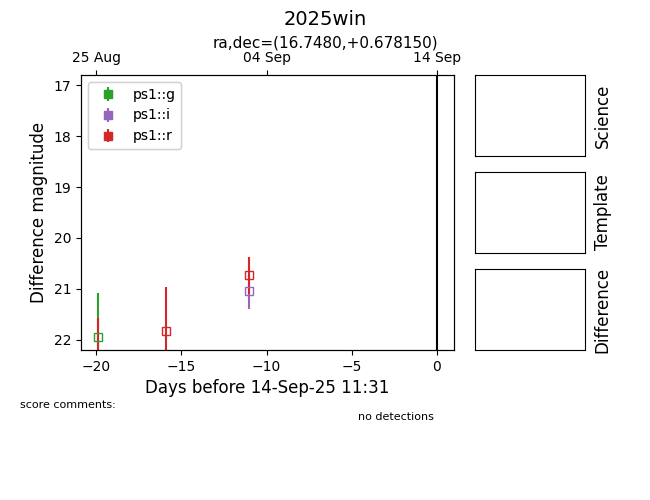 2025win
ra,dec=(16.7480,+0.678150)
25 Aug
04 Sep
14 Sep
ps1::g
ps1::i
ps1::r
17
18
19
20
21
22
Difference magnitude
−20
−15
−10
−5
0
Days before 14-Sep-25 11:31
Science
Template
Difference
score comments:
no detections